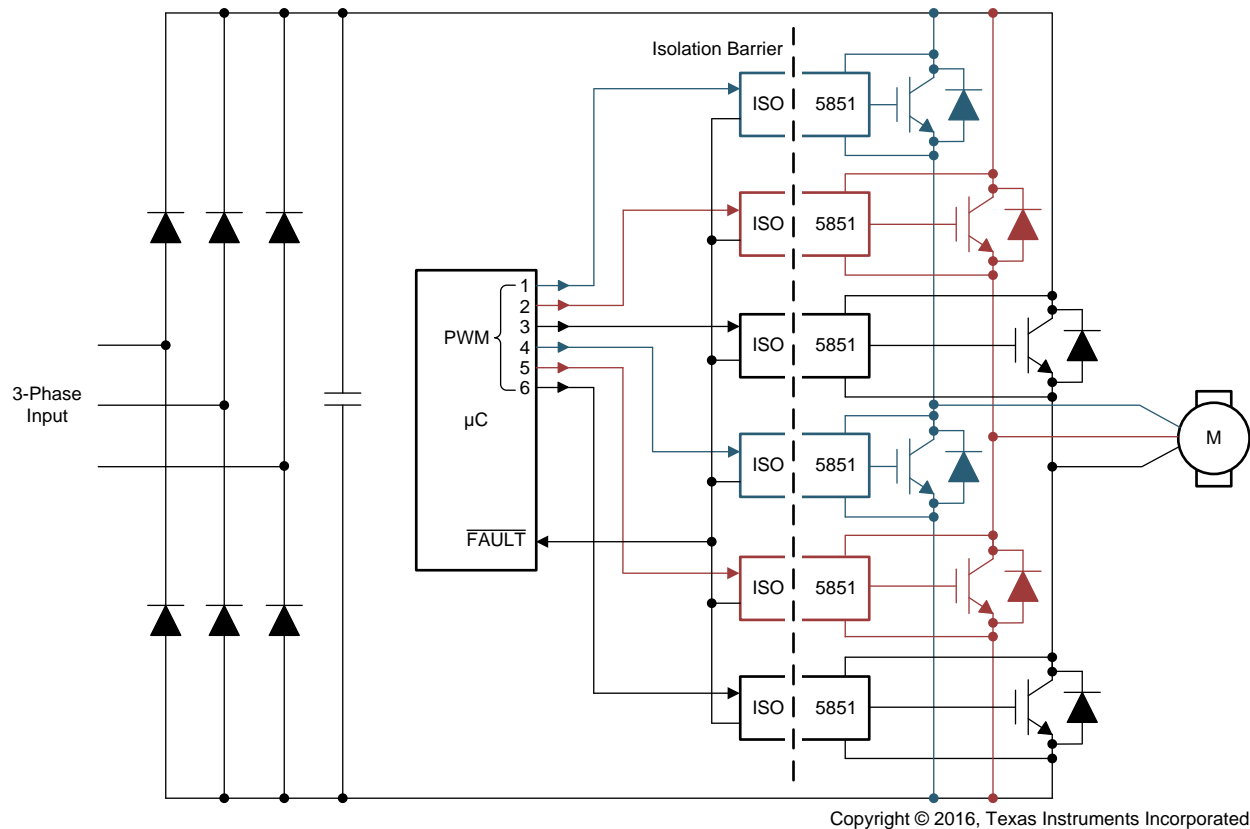 Isolation Barrier
ISO 5851
ISO 5851
ISO 5851
ISO 5851
ISO 5851
ISO 5851
PWM
1
2
3
4
5
6
µC
FAULT
3-Phase
Input
M
Copyright © 2016, Texas Instruments Incorporated